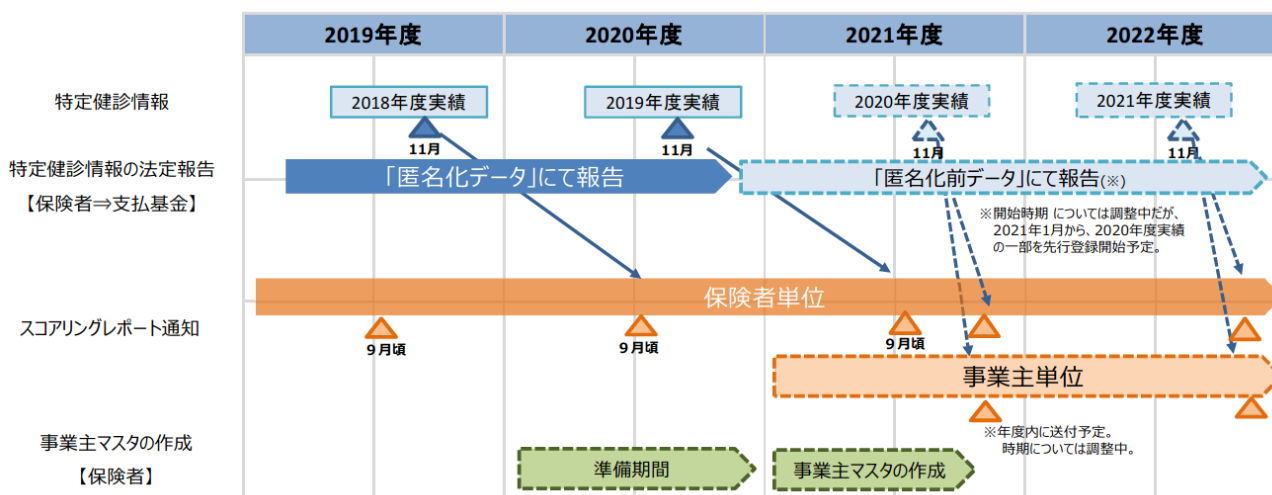 2019年度
2020年度
2021年度
2022年度
特定健診情報
2018年度実績
2019年度実績
2020年度実績
2021年度実績
11月
11月
11月
11月
特定健診情報の法定報告
【保険者⇒支払基金】
「匿名化データ」にて報告
「匿名化前データ」にて報告(※)
※開始時期 については調整中だが、
2021年1月から、2020年度実績
の一部を先行登録開始予定。
保険者単位
スコアリングレポート通知
9月頃
9月頃
9月頃
事業主単位
※年度内に送付予定。
時期については調整中。
事業主マスタの作成
【保険者】
準備期間
事業主マスタの作成